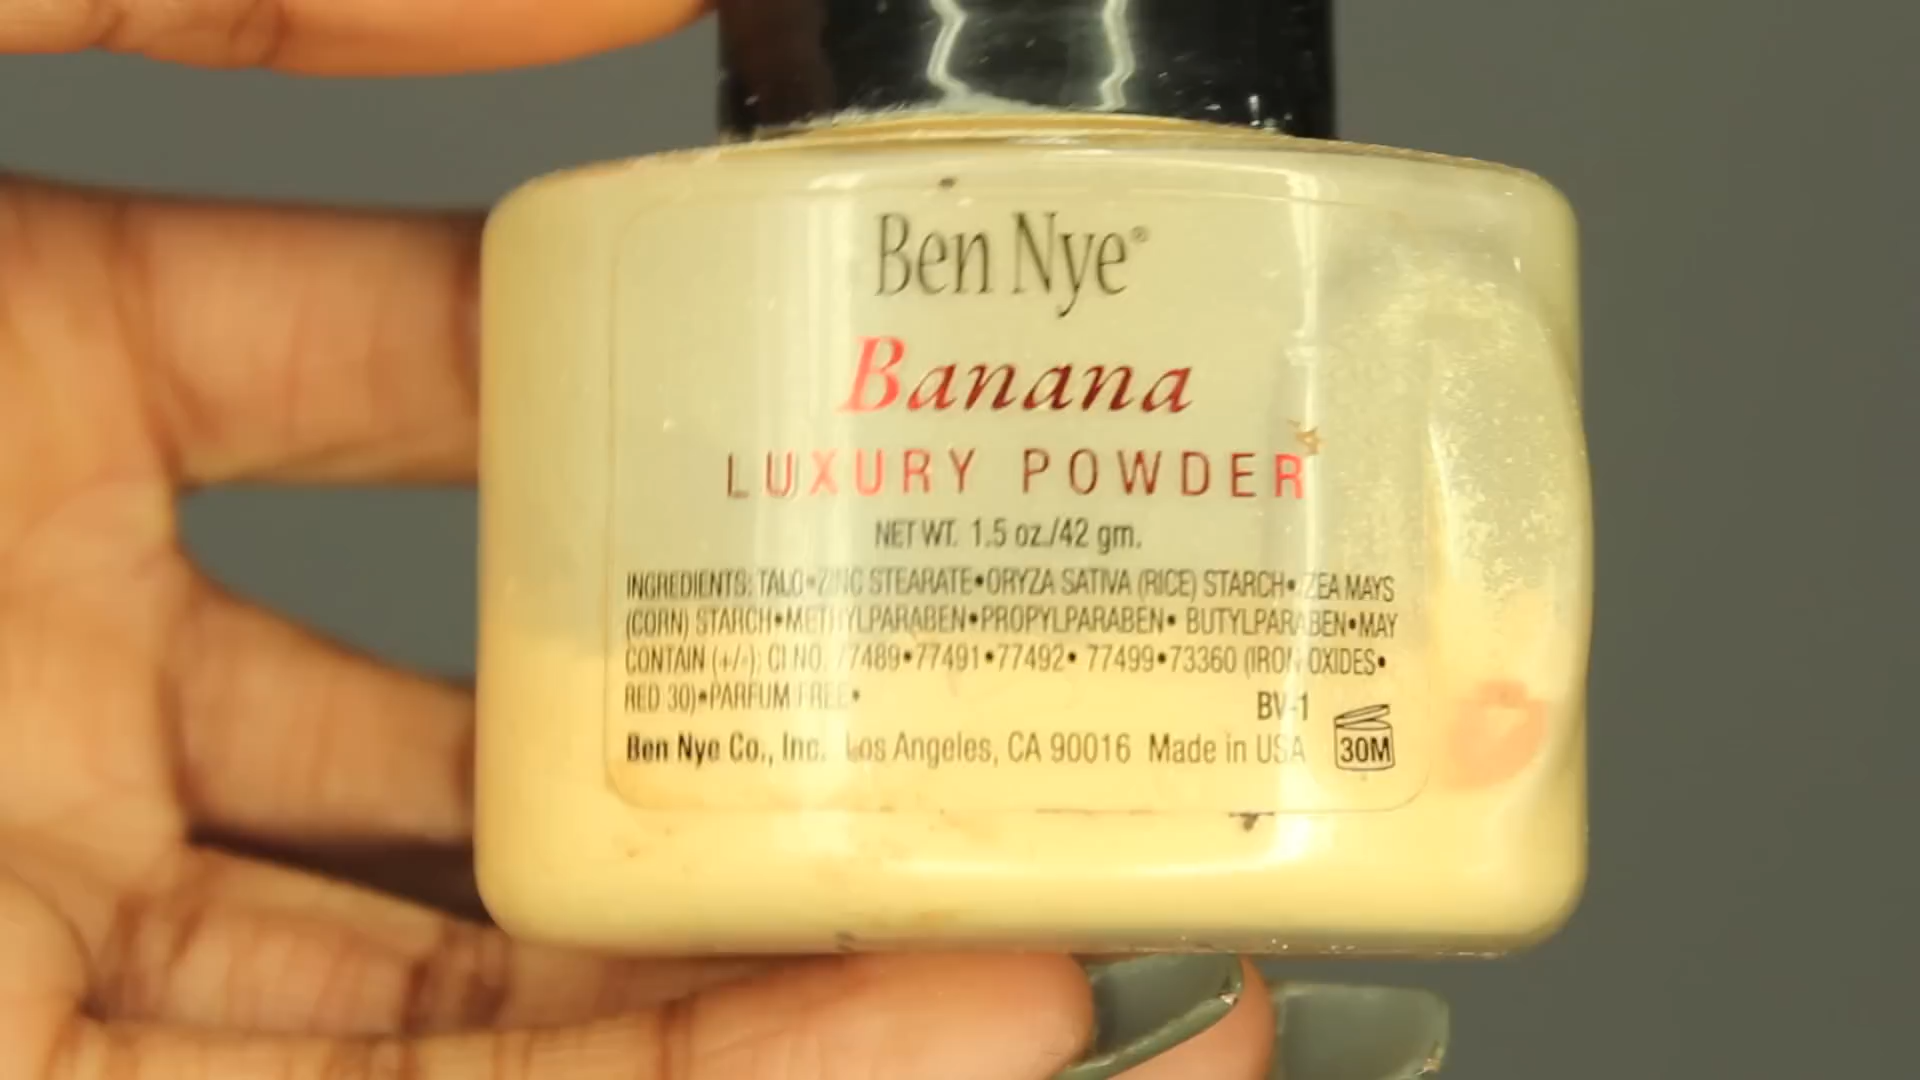 Ben Nye®
Banana
LUXURY POWDER
NET WT. 1.5 oz./42 gm.
INGREDIENTS: TALC•ZINC STEARATE•ORYZA SATIVA (RICE) STARCH• ZEA MAYS
(CORN) STARCH•METHYLPARABEN•PROPYLPARABEN• BUTYLPARABEN•MAY
CONTAIN (+/-): CI NO. 77489•77491•77492• 77499•73360 (IRON OXIDES•
RED 30)•PARFUM FREE•
BV-1
Ben Nye Co., Inc. Los Angeles, CA 90016 Made in USA
30M